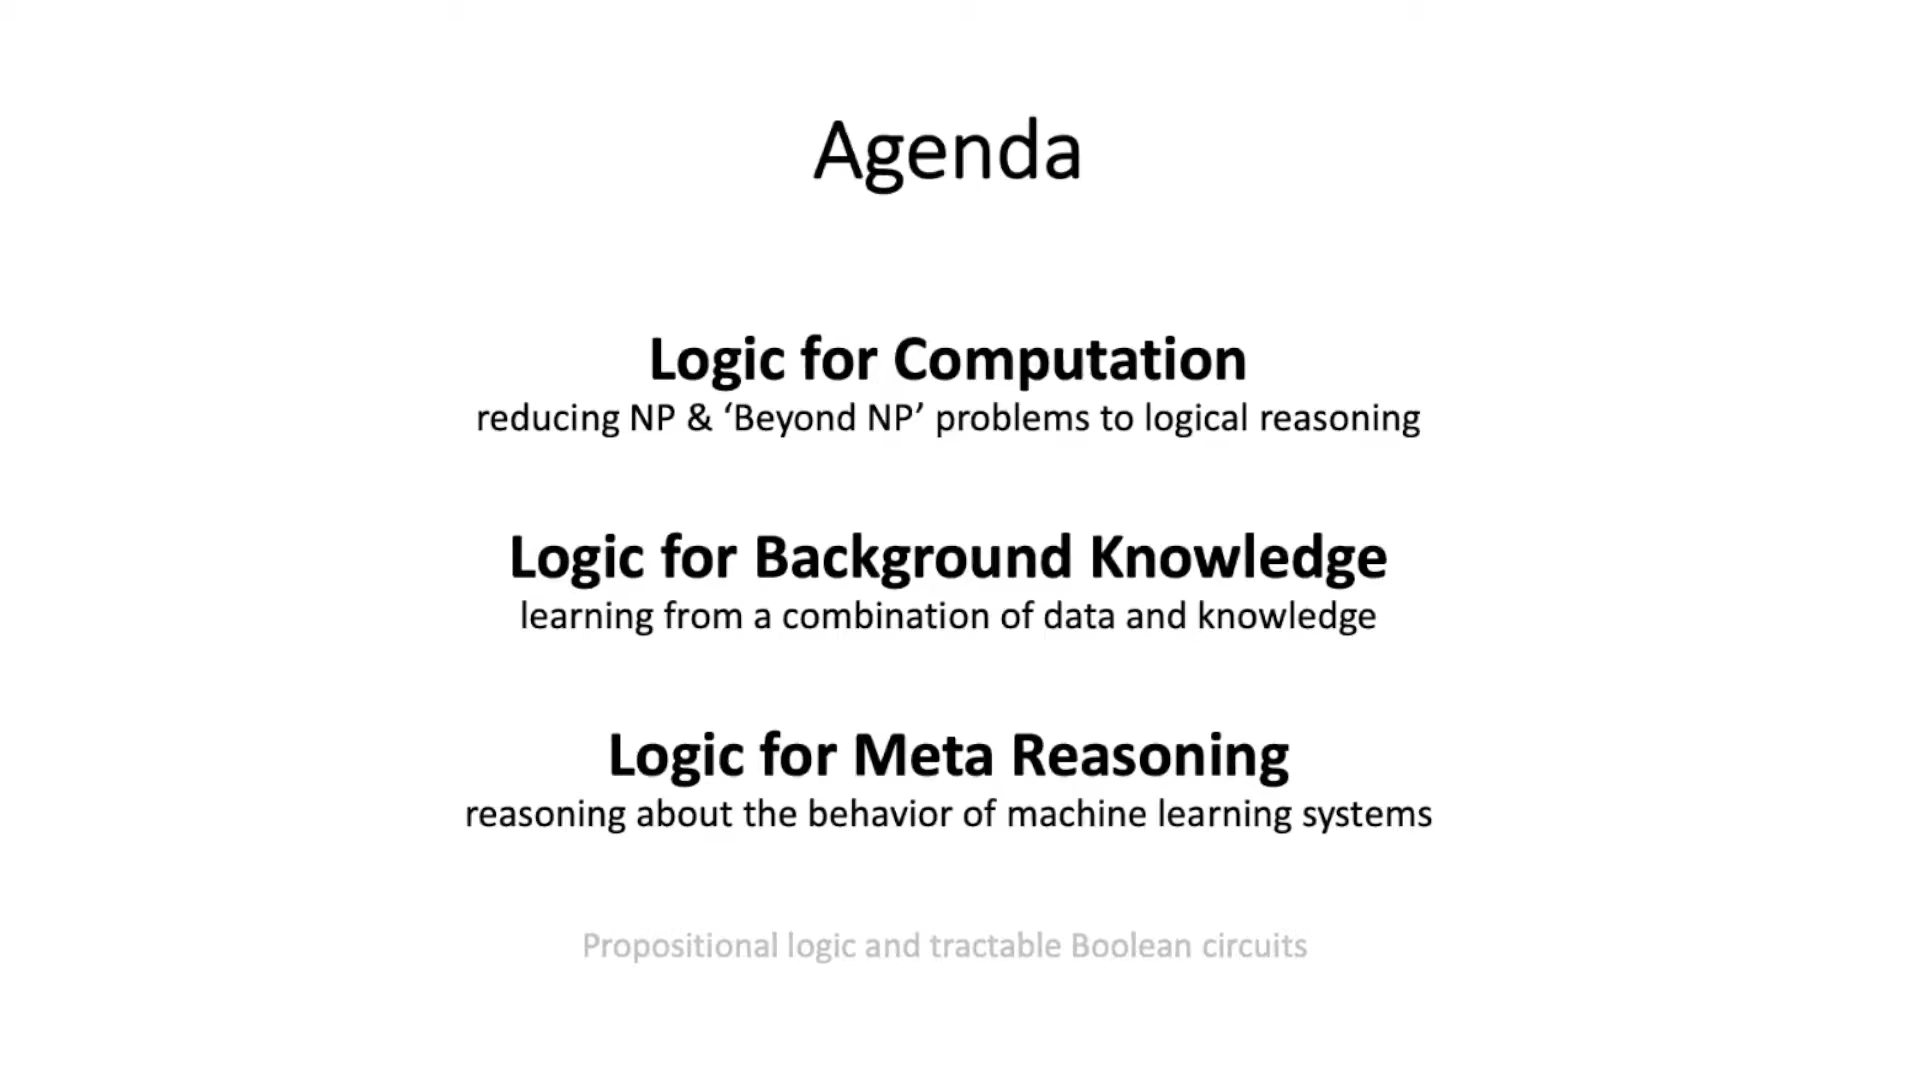 Agenda
Logic for Computation
reducing NP & ‘Beyond NP’ problems to logical reasoning
Logic for Background Knowledge
learning from a combination of data and knowledge
Logic for Meta Reasoning
reasoning about the behavior of machine learning systems
Propositional logic and tractable Boolean circuits